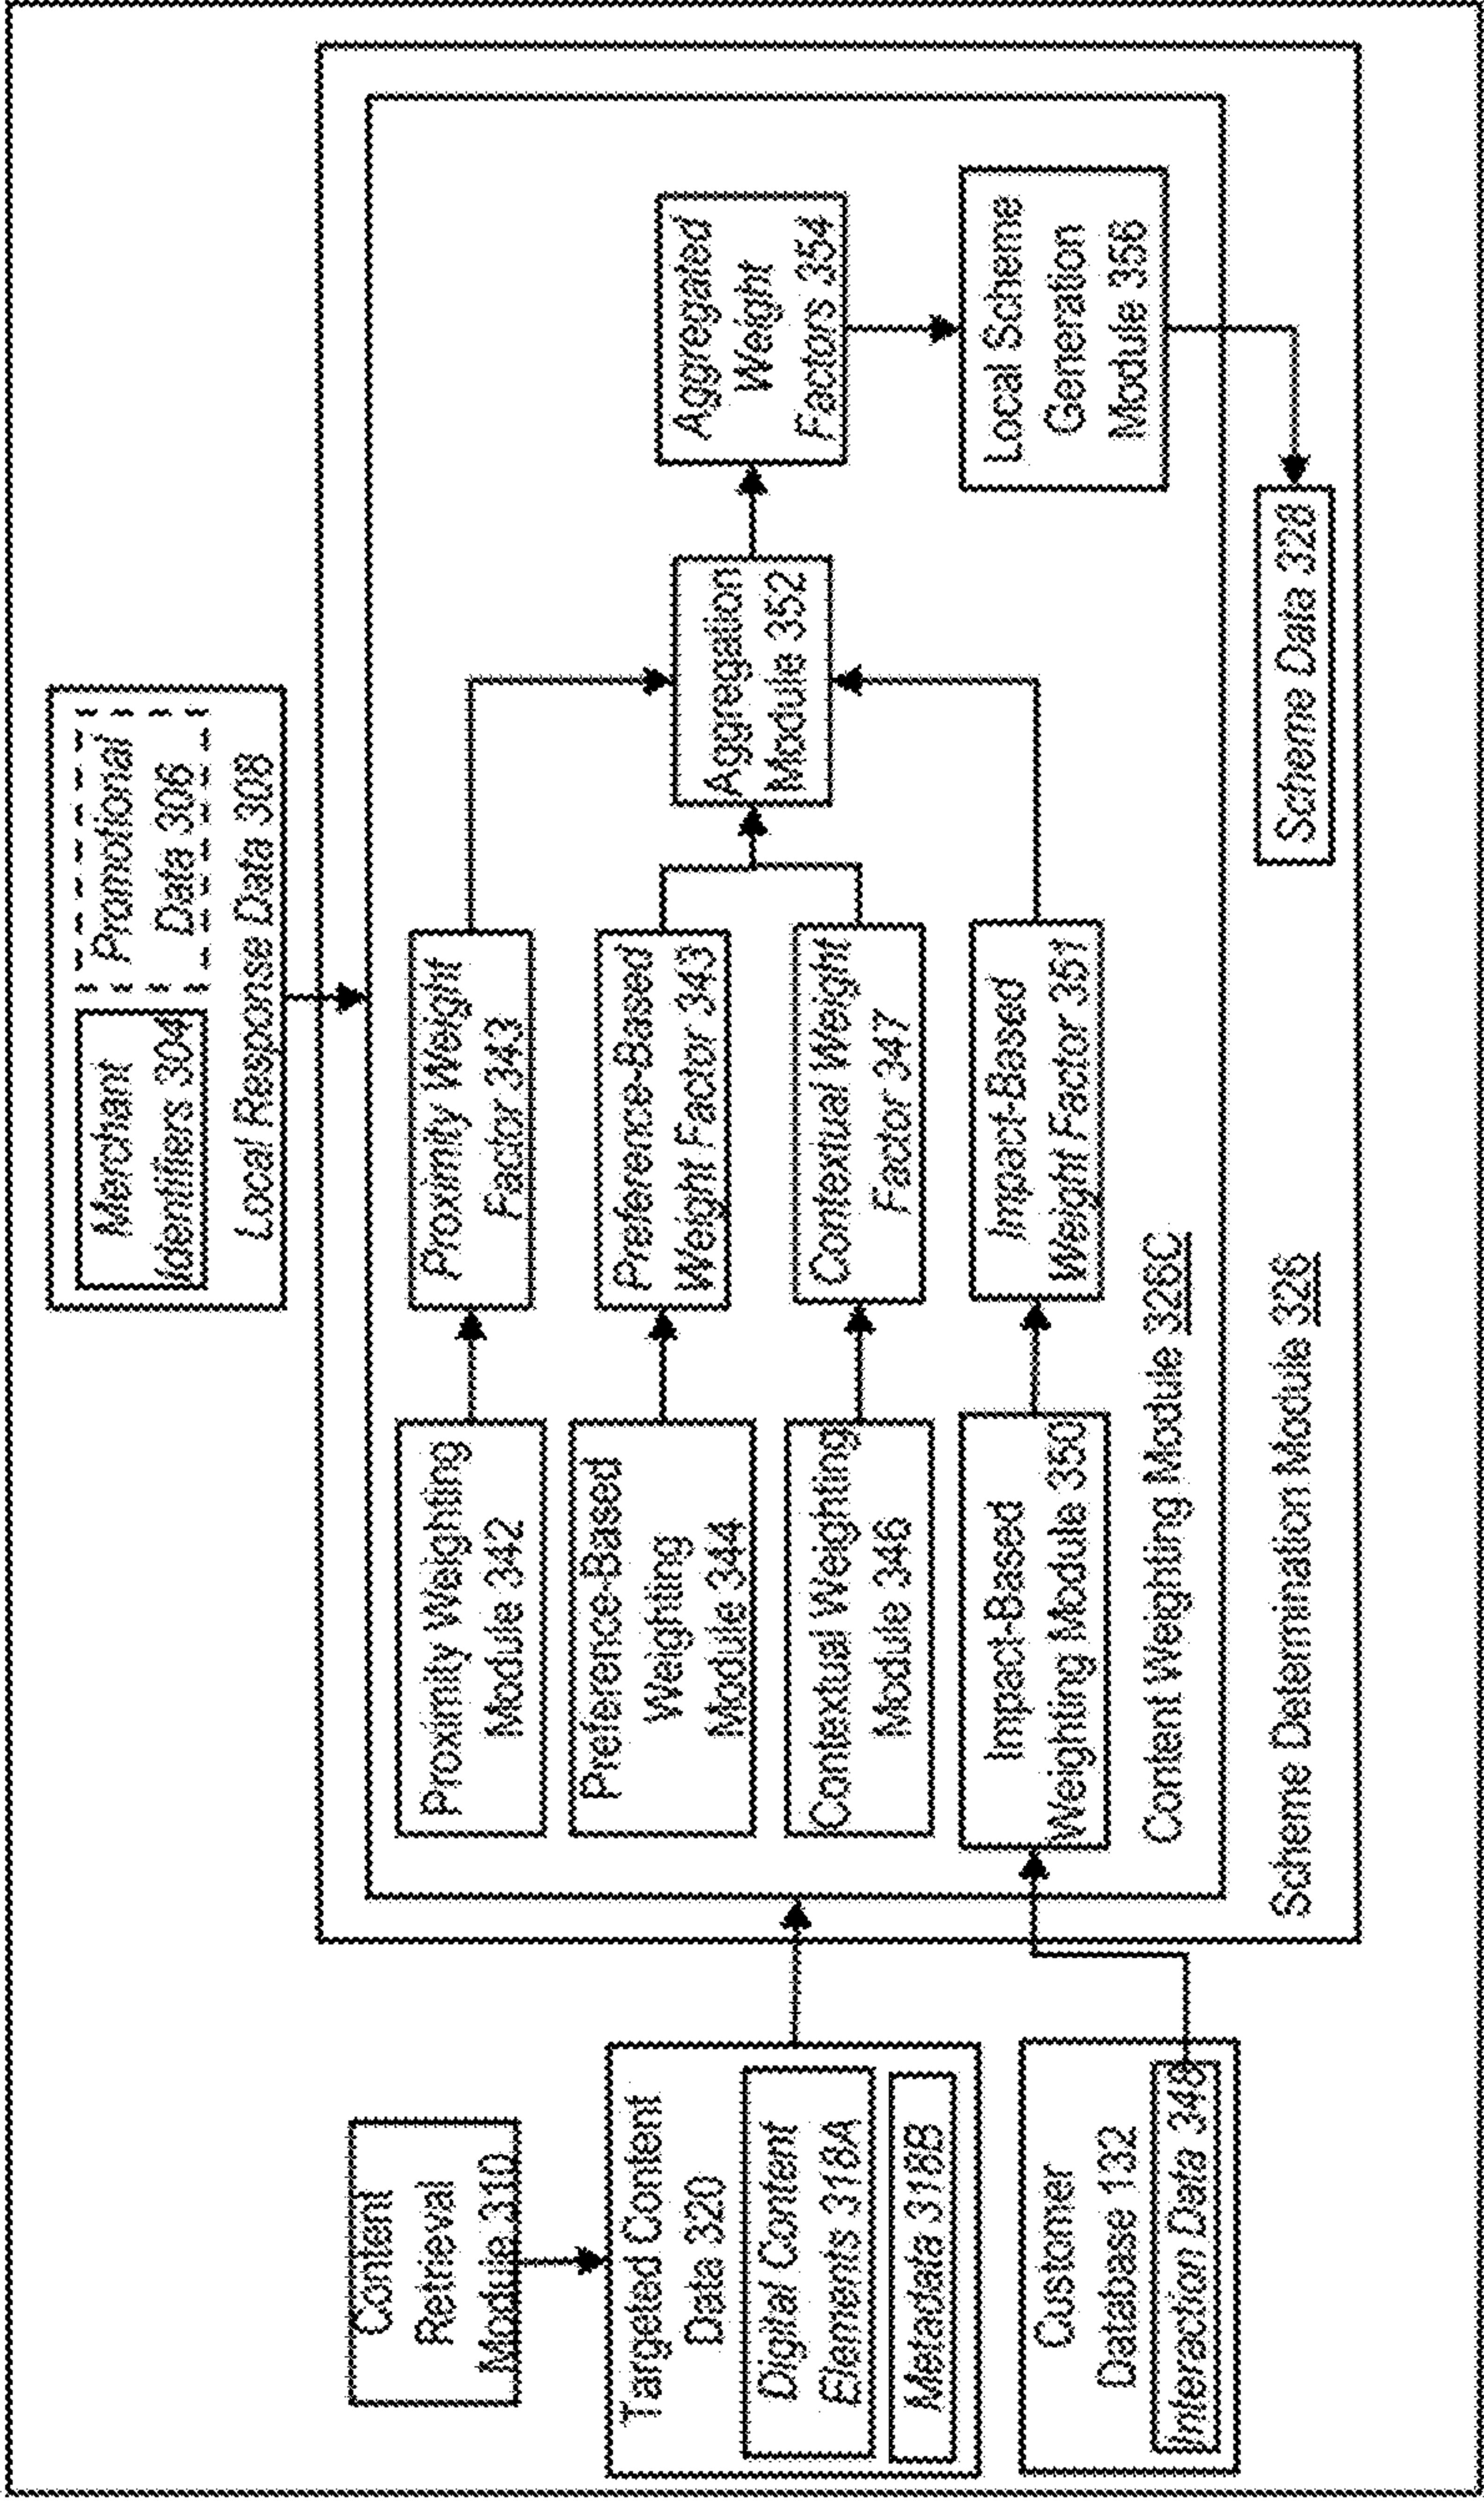 Merchant
Identifiers 304
Promotional
Data 306
Local Response Data 308
Content
Retrieval
Module 310
Targeted Content
Data 320
Digital Content
Elements 318A
Metadata 318B
Customer
Database 132
Interaction Data 348
Proximity Weighting
Module 342
Proximity Weight
Factor 343
Preference-Based
Weighting
Module 344
Preference-Based
Weight Factor 343
Contextual Weighting
Module 346
Contextual Weight
Factor 347
Impact-Based
Weighting Module 350
Impact-Based
Weight Factor 351
Aggregation
Module 352
Aggregated
Weight
Factors 354
Local Scheme
Generation
Module 356
Content Weighting Module 326C
Scheme Data 328
Scheme Determination Module 326